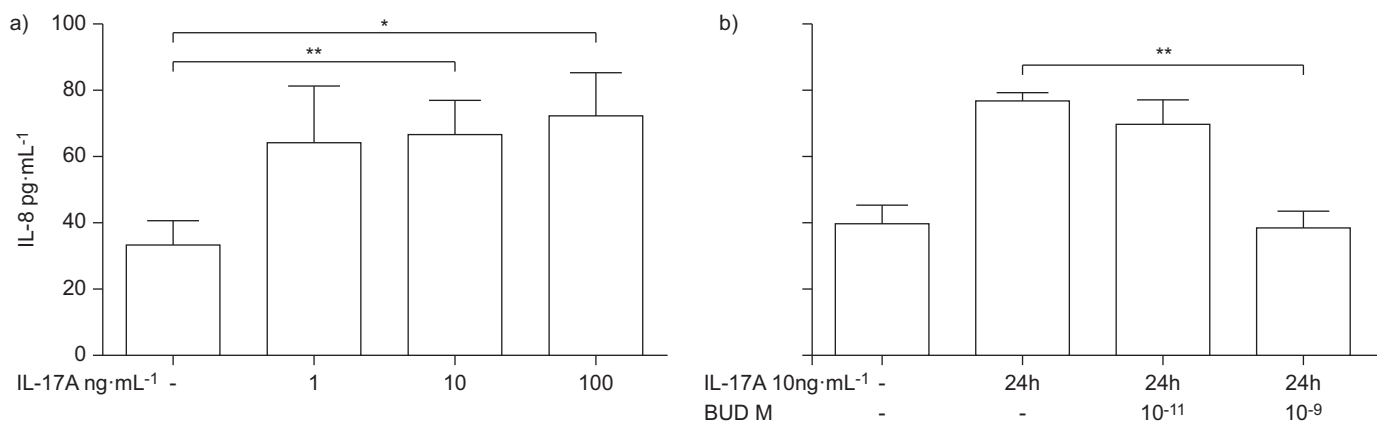 a)
100
80
60
40
20
0
IL-8 pg·mL⁻¹
*
**
IL-17A ng·mL⁻¹ - 1 10 100
b)
**
IL-17A 10ng·mL⁻¹ - 24h 24h 24h
BUD M - - 10⁻¹¹ 10⁻⁹